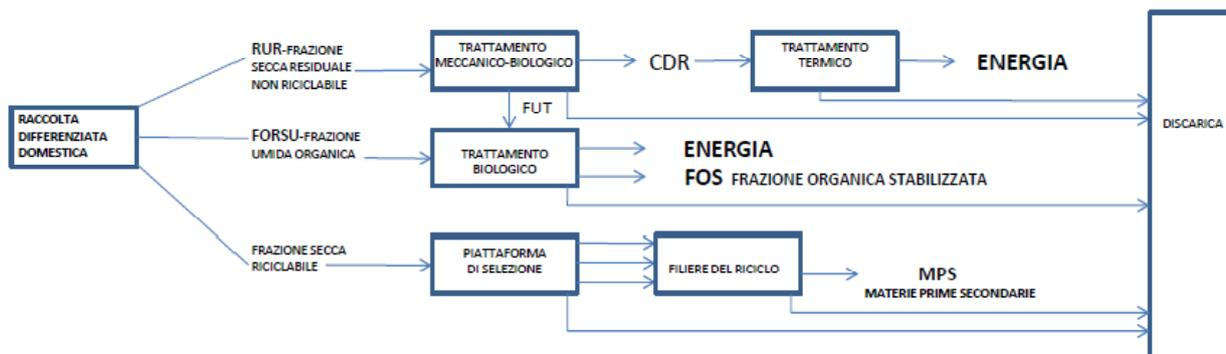 RACCOLTA
DIFFERENZIATA
DOMESTICA
RUR-FRAZIONE
SECCA RESIDUALE
NON RICICLABILE
TRATTAMENTO
MECCANICO-BIOLOGICO
CDR
TRATTAMENTO
TERMICO
ENERGIA
FUT
FORSU-FRAZIONE
UMIDA ORGANICA
TRATTAMENTO
BIOLOGICO
ENERGIA
FOS FRAZIONE ORGANICA STABILIZZATA
FRAZIONE SECCA
RICICLABILE
PIATTAFORMA
DI SELEZIONE
FILIERE DEL RICICLO
MPS
MATERIE PRIME SECONDARIE
DISCARICA